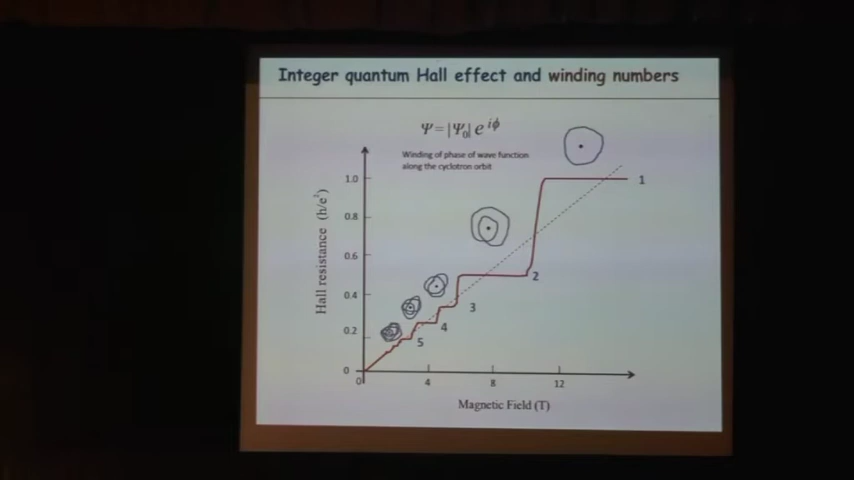 Integer quantum Hall effect and winding numbers
Ψ=|Ψ₀| e^{iϕ}
Winding of phase of wave function
along the cyclotron orbit
Hall resistance (h/e²)
1.0
0.8
0.6
0.4
0.2
0
1
2
3
4
5
0
4
8
12
Magnetic Field (T)